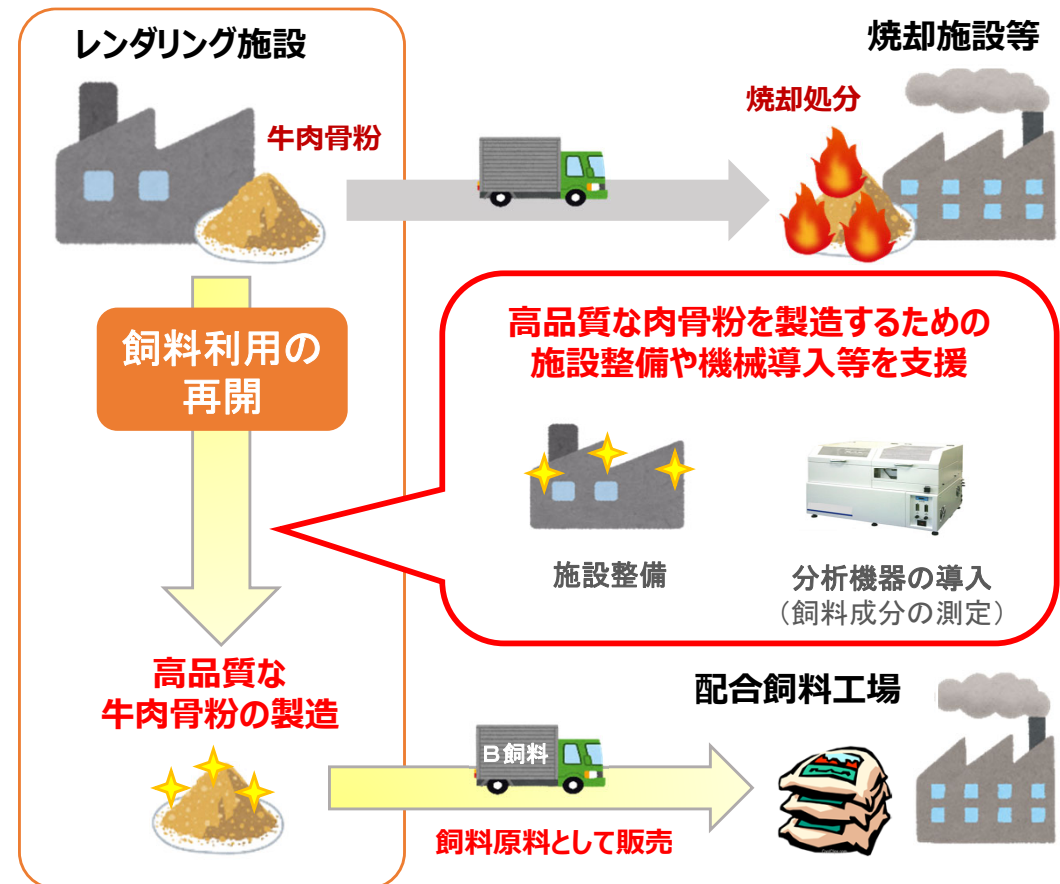 レンダリング施設
焼却施設等
牛肉骨粉
焼却処分
飼料利用の
再開
高品質な肉骨粉を製造するための
施設整備や機械導入等を支援
施設整備
分析機器の導入
(飼料成分の測定)
高品質な
牛肉骨粉の製造
配合飼料工場
B飼料
飼料原料として販売